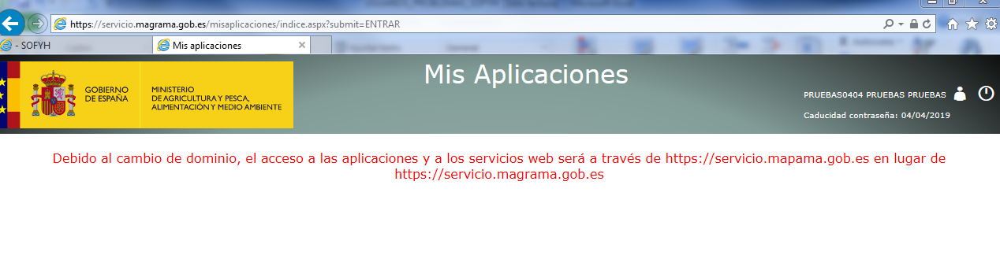 https://servicio.magrama.gob.es/misaplicaciones/indice.aspx?submit=ENTRAR
- SOFYH
Mis aplicaciones
GOBIERNO
DE ESPAÑA
MINISTERIO
DE AGRICULTURA Y PESCA,
ALIMENTACIÓN Y MEDIO AMBIENTE
Mis Aplicaciones
PRUEBAS0404 PRUEBAS PRUEBAS
Caducidad contraseña: 04/04/2019
Debido al cambio de dominio, el acceso a las aplicaciones y a los servicios web será a través de https://servicio.mapama.gob.es en lugar de
https://servicio.magrama.gob.es